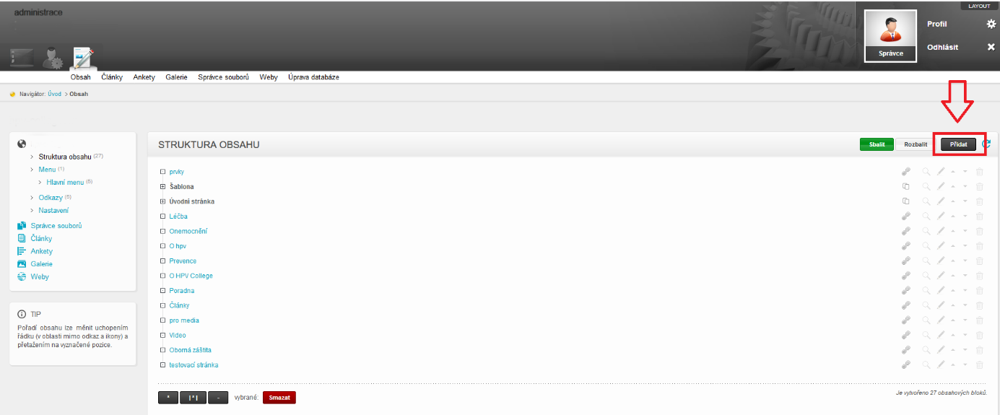 administrace
LAYOUT
Profil
Správce
Odhlásit
Obsah Články Ankety Galerie Správce souborů Weby Úprava databáze
Navigátor: Úvod > Obsah
STRUKTURA OBSAHU
Sbalit Rozbalit Přidat
> Struktura obsahu (27)
> Menu (1)
> Hlavní menu (5)
> Odkazy (5)
> Nastavení
Správce souborů
Články
Ankety
Galerie
Weby
TIP
Pořadí obsahu lze měnit uchopením
řádku (v oblasti mimo odkaz a ikony) a
přetažením na vyznačené pozice.
prvky
Šablona
Úvodní stránka
Léčba
Onemocnění
O hpv
Prevence
O HPV College
Poradna
Články
pro media
Video
Oborná záštita
testovací stránka
* |*| - vybrané: Smazat
Je vytvořeno 27 obsahových bloků.